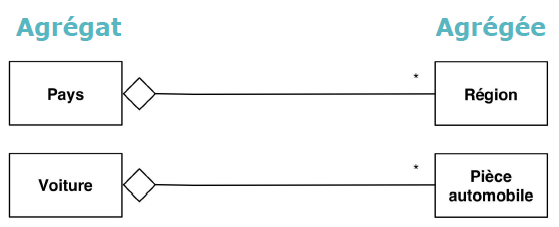 Agrégat Agrégée
Pays * Région
Voiture * Pièce
automobile